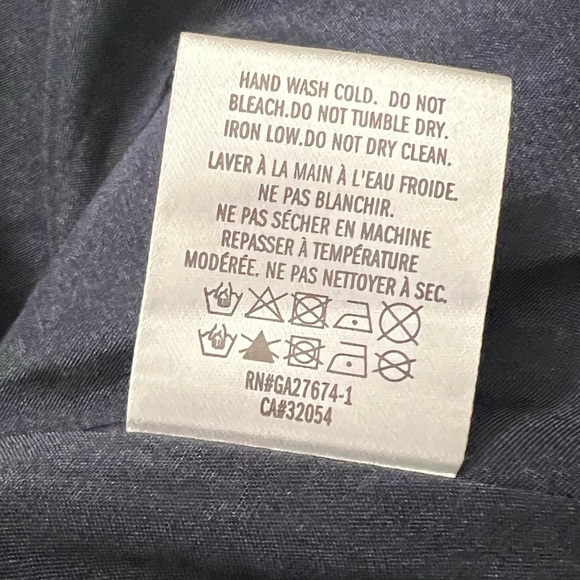 HAND WASH COLD. DO NOT
BLEACH.DO NOT TUMBLE DRY.
IRON LOW.DO NOT DRY CLEAN.
LAVER À LA MAIN À L'EAU FROIDE.
NE PAS BLANCHIR.
NE PAS SÉCHER EN MACHINE
REPASSER À TEMPÉRATURE
MODÉRÉE. NE PAS NETTOYER À SEC.
RN#GA27674-1
CA#32054